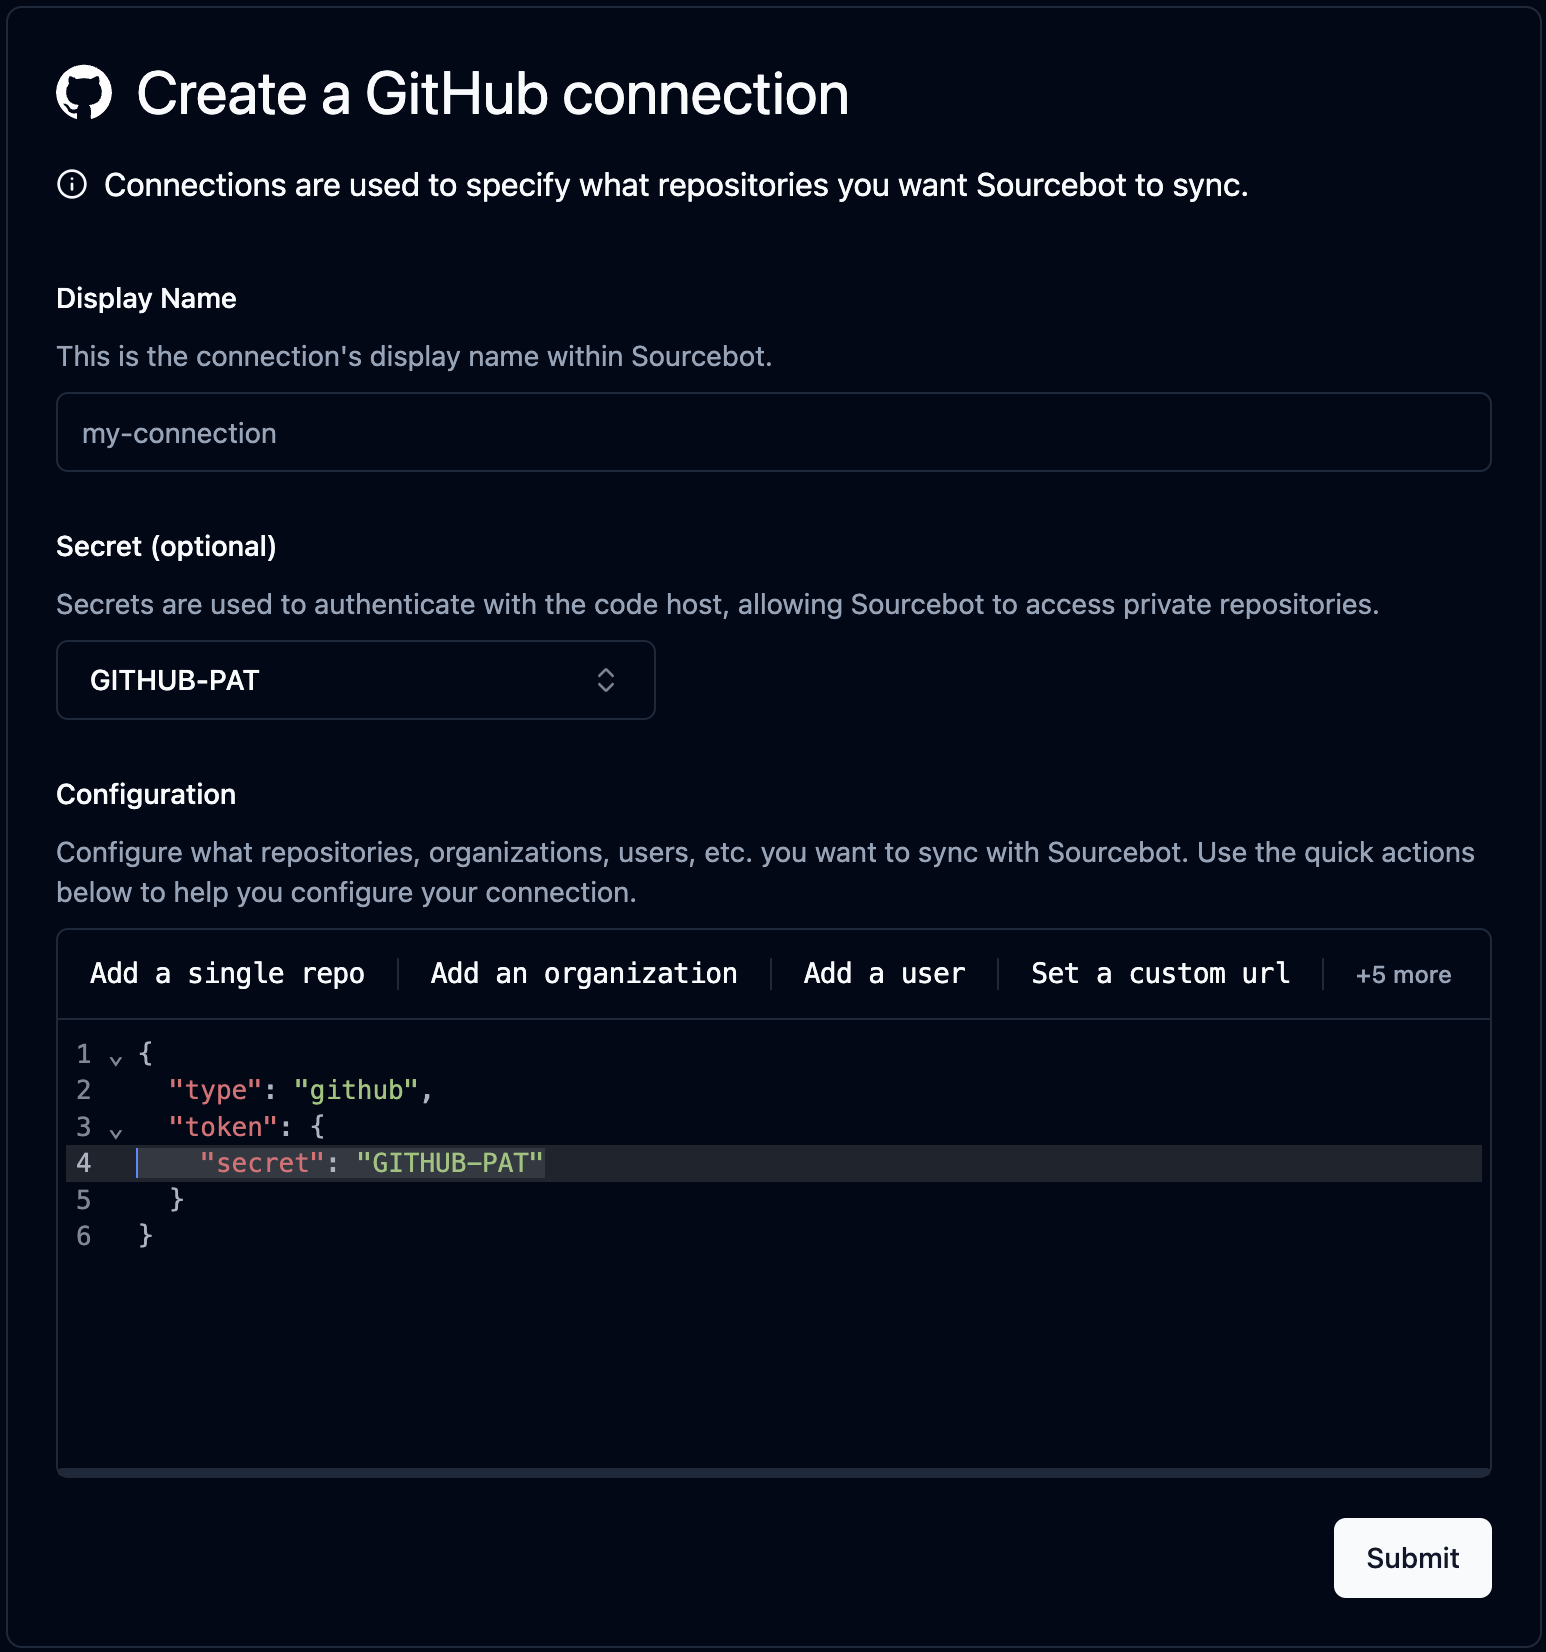 Create a GitHub connection
Connections are used to specify what repositories you want Sourcebot to sync.
Display Name
This is the connection's display name within Sourcebot.
my-connection
Secret (optional)
Secrets are used to authenticate with the code host, allowing Sourcebot to access private repositories.
GITHUB-PAT
Configuration
Configure what repositories, organizations, users, etc. you want to sync with Sourcebot. Use the quick actions
below to help you configure your connection.
Add a single repo Add an organization Add a user Set a custom url +5 more
1 {
2   "type": "github",
3   "token": {
4     "secret": "GITHUB-PAT"
5   }
6 }
Submit